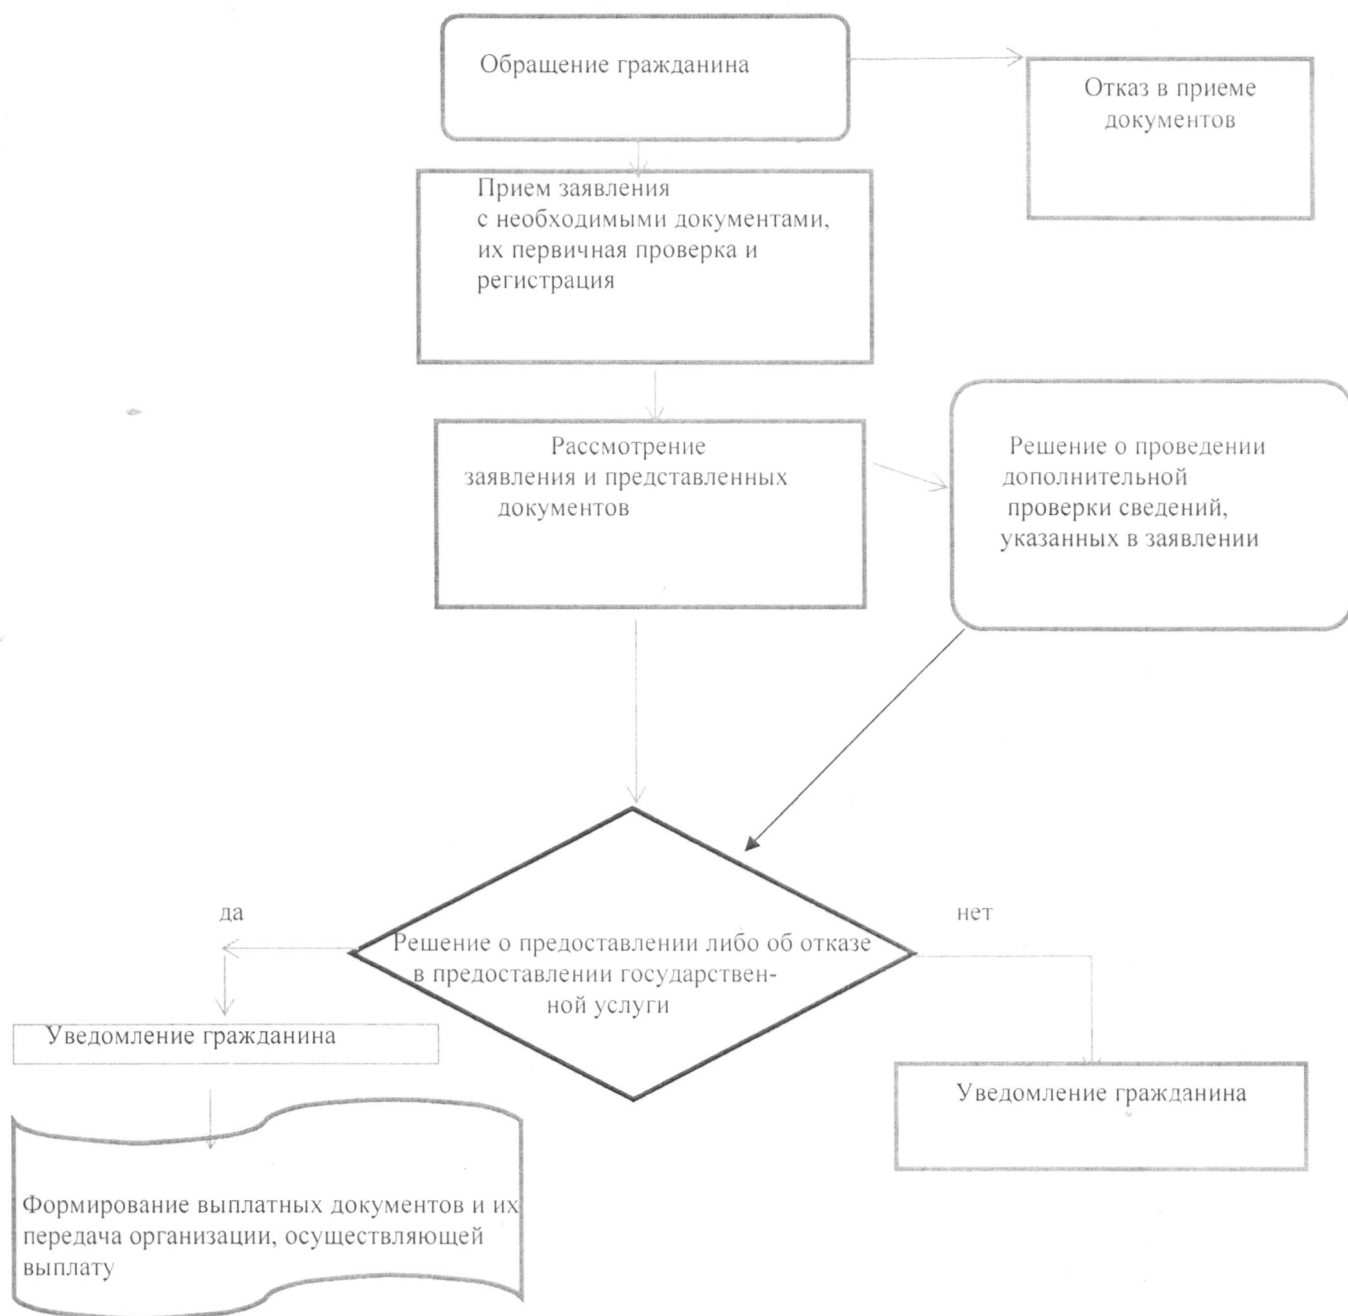 Обращение гражданина
Отказ в приеме
документов
Прием заявления
с необходимыми документами,
их первичная проверка и
регистрация
Рассмотрение
заявления и представленных
документов
Решение о проведении
дополнительной
проверки сведений,
указанных в заявлении
да
нет
Решение о предоставлении либо об отказе
в предоставлении государствен-
ной услуги
Уведомление гражданина
Уведомление гражданина
Формирование выплатных документов и их
передача организации, осуществляющей
выплату